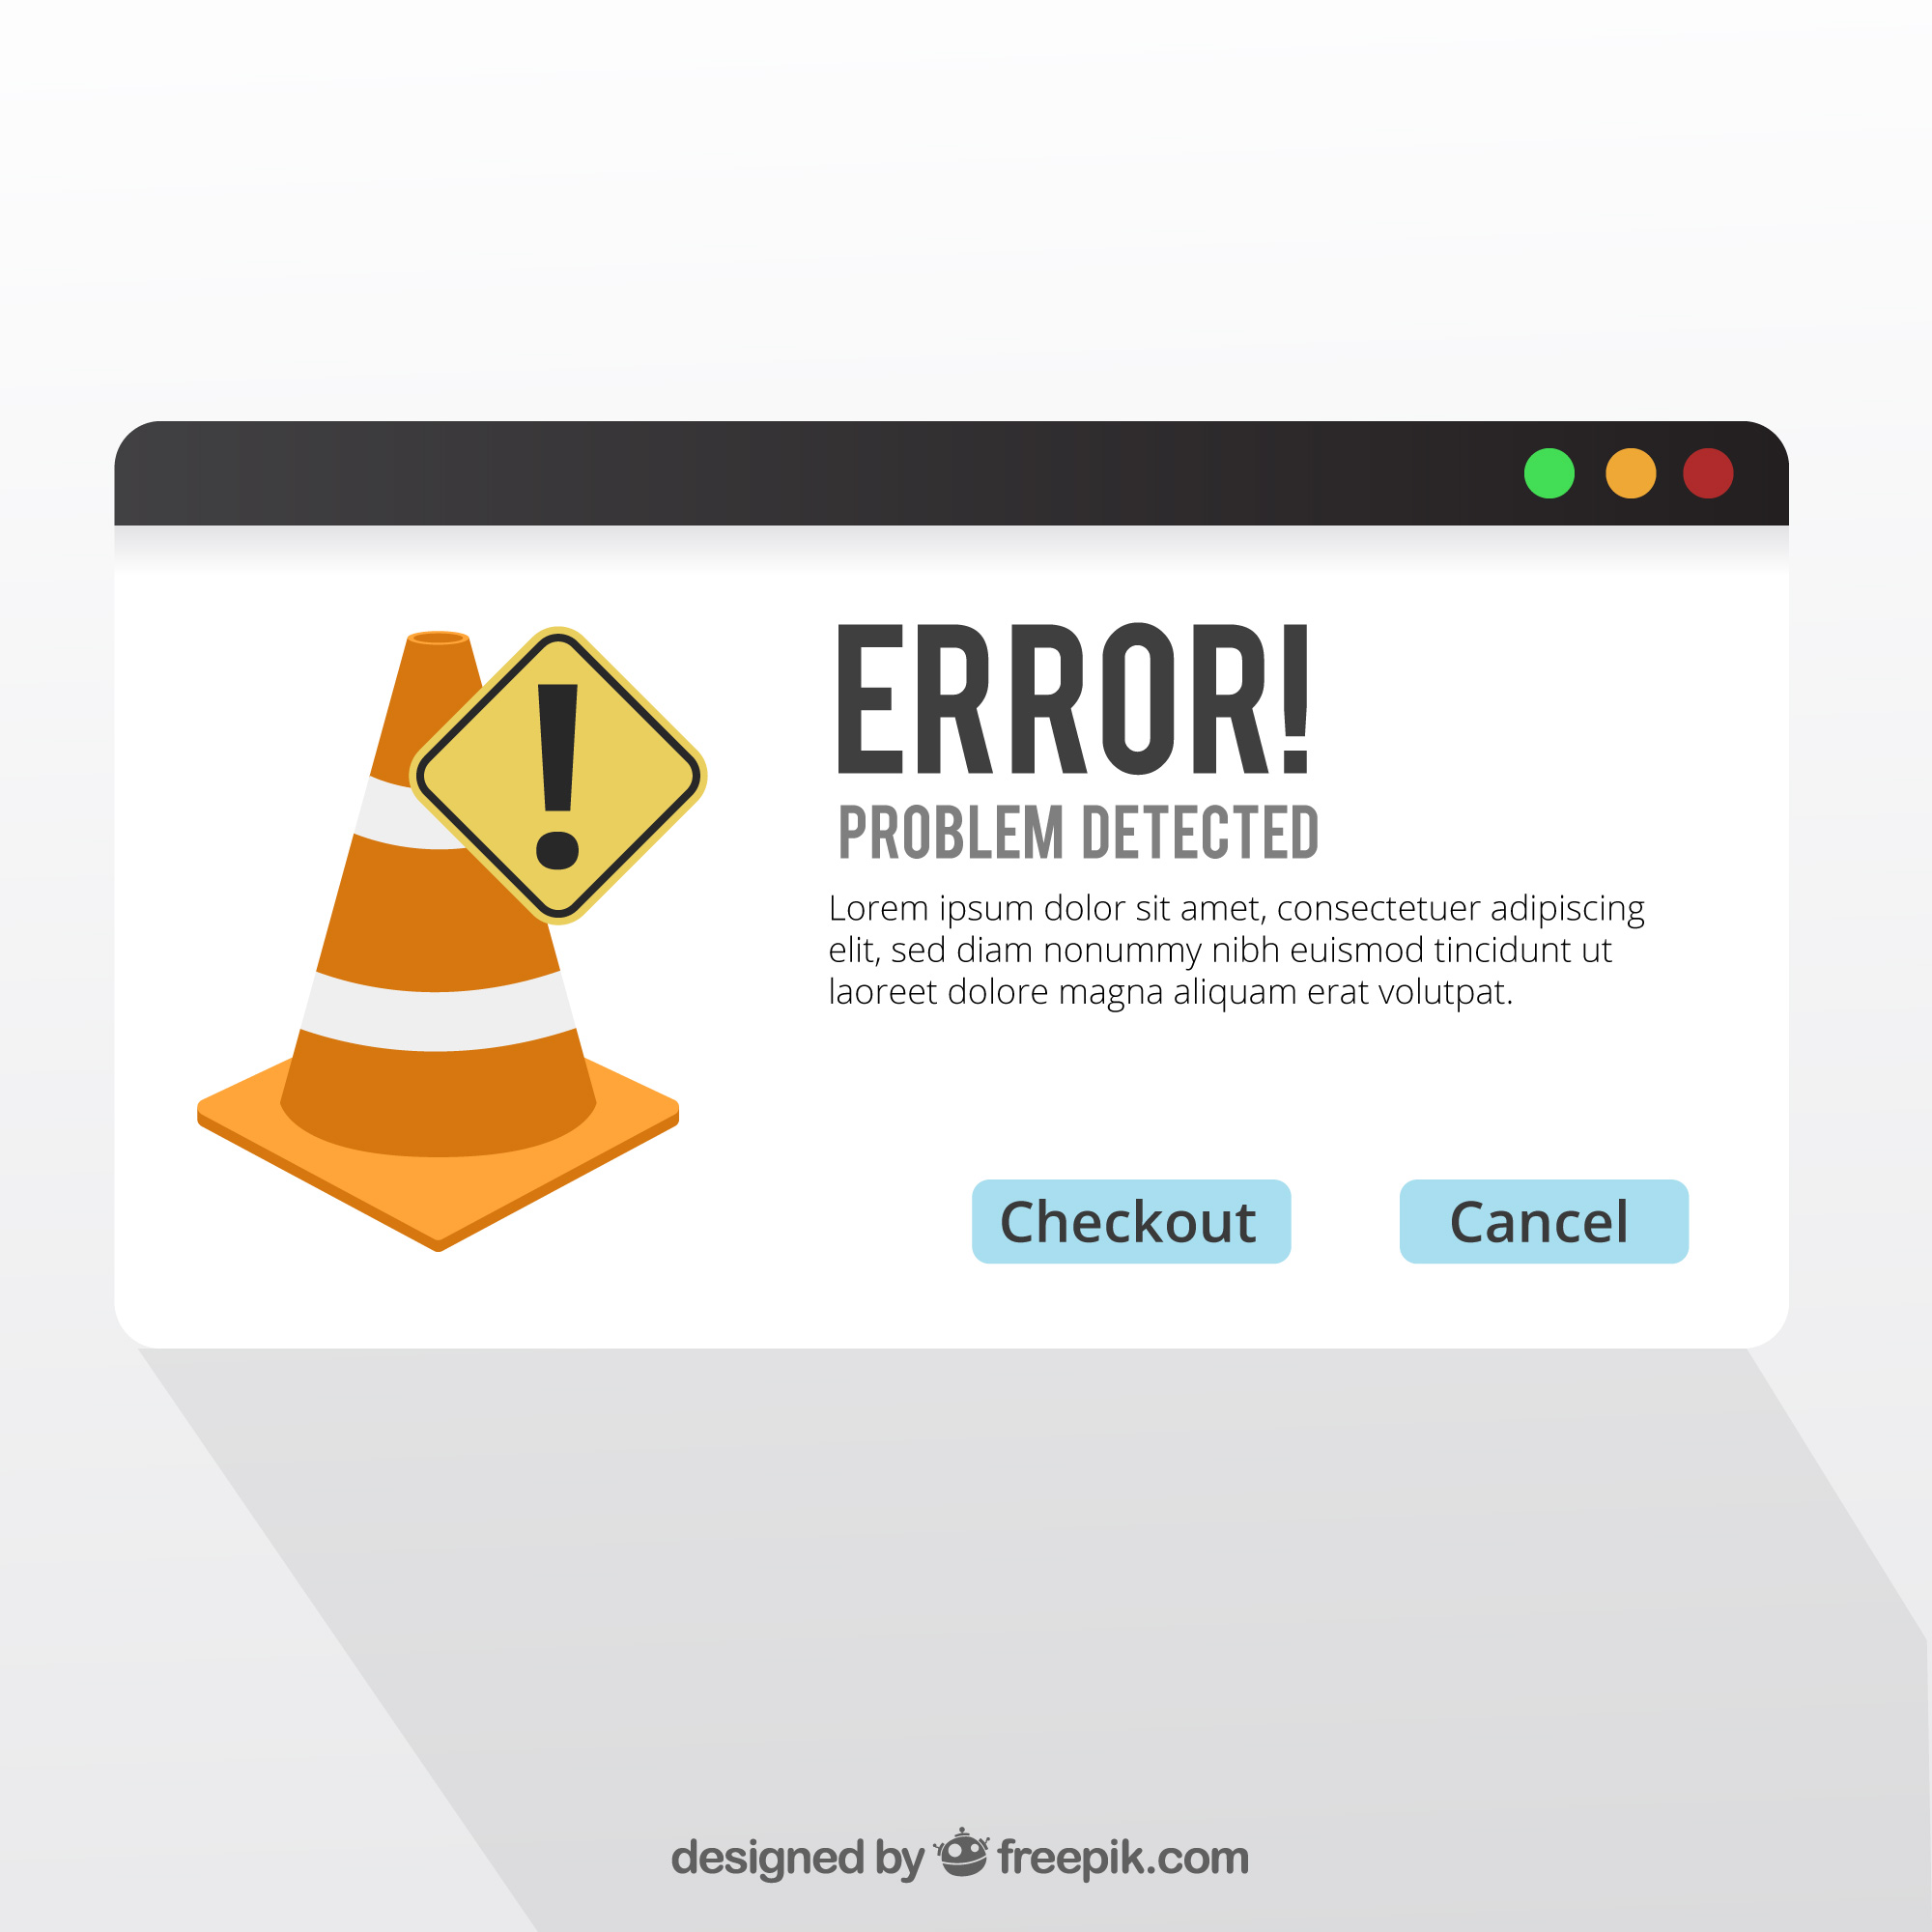 ERROR!
PROBLEM DETECTED
Lorem ipsum dolor sit amet, consectetuer adipiscing
elit, sed diam nonummy nibh euismod tincidunt ut
laoreet dolore magna aliquam erat volutpat.
Checkout Cancel
designed by freepik.com